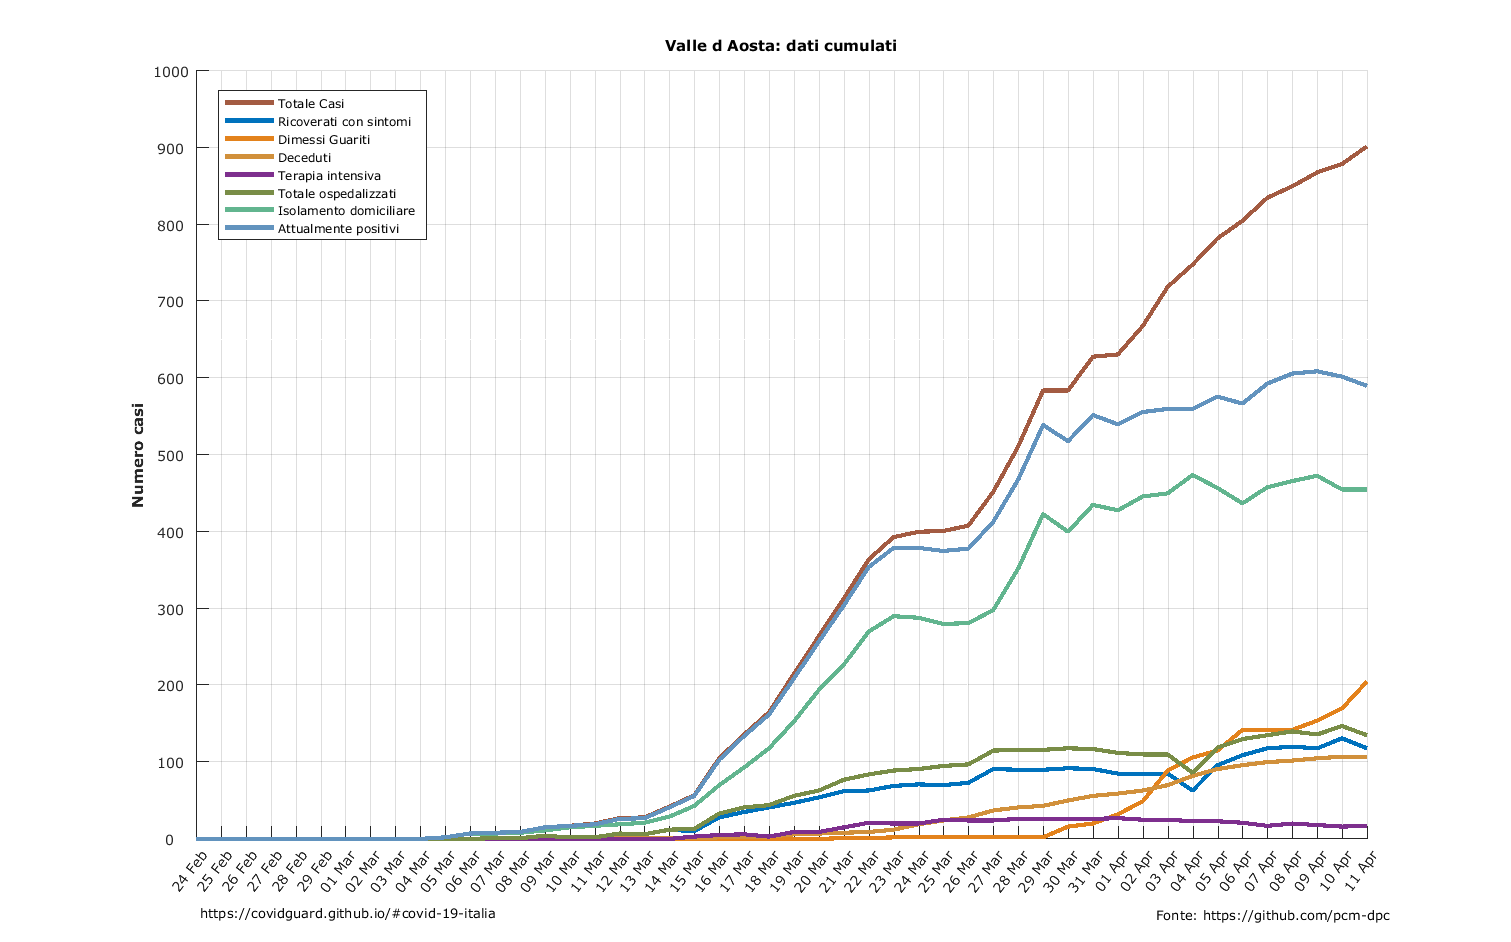 Valle d Aosta: dati cumulati
1000
900
800
700
600
500
400
300
200
100
0
Numero casi
Totale Casi
Ricoverati con sintomi
Dimessi Guariti
Deceduti
Terapia intensiva
Totale ospedalizzati
Isolamento domiciliare
Attualmente positivi
24 Feb
25 Feb
26 Feb
27 Feb
28 Feb
29 Feb
01 Mar
02 Mar
03 Mar
04 Mar
05 Mar
06 Mar
07 Mar
08 Mar
09 Mar
10 Mar
11 Mar
12 Mar
13 Mar
14 Mar
15 Mar
16 Mar
17 Mar
18 Mar
19 Mar
20 Mar
21 Mar
22 Mar
23 Mar
24 Mar
25 Mar
26 Mar
27 Mar
28 Mar
29 Mar
30 Mar
31 Mar
01 Apr
02 Apr
03 Apr
04 Apr
05 Apr
06 Apr
07 Apr
08 Apr
09 Apr
10 Apr
11 Apr
https://covidguard.github.io/#covid-19-italia
Fonte: https://github.com/pcm-dpc